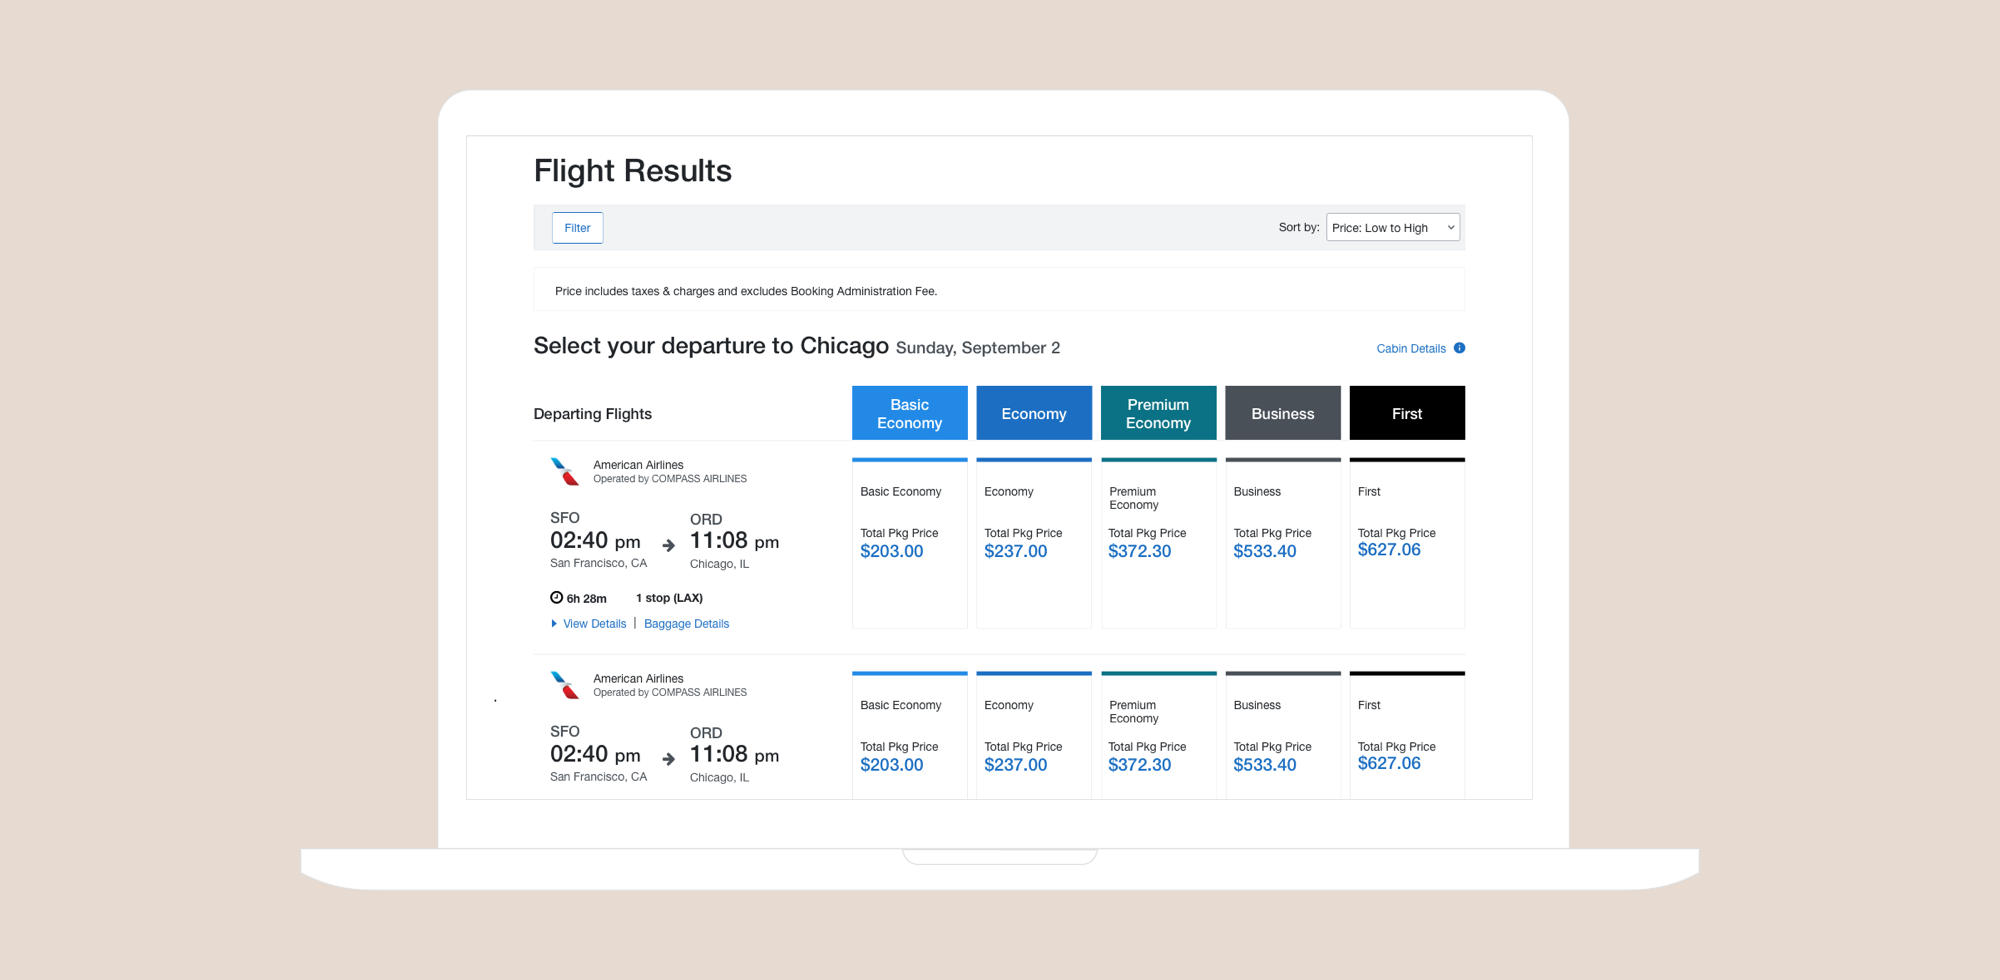 Flight Results
Filter
Sort by: Price: Low to High
Price includes taxes & charges and excludes Booking Administration Fee.
Select your departure to Chicago Sunday, September 2
Cabin Details
Departing Flights
Basic
Economy
Economy
Premium
Economy
Business
First
American Airlines
Operated by COMPASS AIRLINES
SFO
02:40 pm
San Francisco, CA
ORD
11:08 pm
Chicago, IL
6h 28m
1 stop (LAX)
View Details | Baggage Details
Basic Economy
Total Pkg Price
$203.00
Economy
Total Pkg Price
$237.00
Premium
Economy
Total Pkg Price
$372.30
Business
Total Pkg Price
$533.40
First
Total Pkg Price
$627.06
American Airlines
Operated by COMPASS AIRLINES
SFO
02:40 pm
San Francisco, CA
ORD
11:08 pm
Chicago, IL
Basic Economy
Total Pkg Price
$203.00
Economy
Total Pkg Price
$237.00
Premium
Economy
Total Pkg Price
$372.30
Business
Total Pkg Price
$533.40
First
Total Pkg Price
$627.06